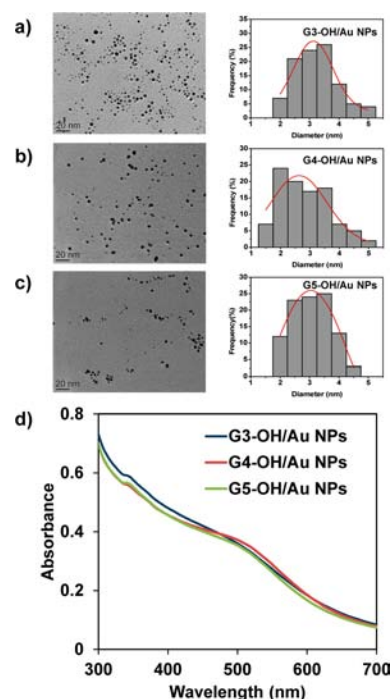 a)
20 nm
G3-OH/Au NPs
Frequency (%)
30
25
20
15
10
5
0
1 2 3 4 5
Diameter (nm)
b)
20 nm
G4-OH/Au NPs
Frequency (%)
30
25
20
15
10
5
0
1 2 3 4 5
Diameter (nm)
c)
20 nm
G5-OH/Au NPs
Frequency(%)
30
25
20
15
10
5
0
1 2 3 4 5
Diameter (nm)
d)
0.8
0.6
0.4
0.2
0
Absorbance
G3-OH/Au NPs
G4-OH/Au NPs
G5-OH/Au NPs
300 400 500 600 700
Wavelength (nm)